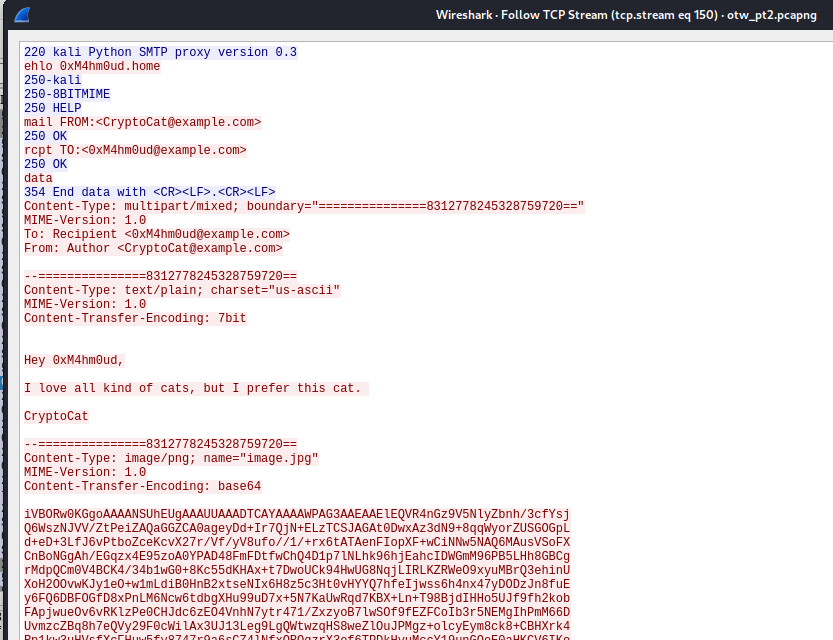 Wireshark · Follow TCP Stream (tcp.stream eq 150) · otw_pt2.pcapng
220 kali Python SMTP proxy version 0.3
ehlo 0xM4hm0ud.home
250-kali
250-8BITMIME
250 HELP
mail FROM:<CryptoCat@example.com>
250 OK
rcpt TO:<0xM4hm0ud@example.com>
250 OK
data
354 End data with <CR><LF>.<CR><LF>
Content-Type: multipart/mixed; boundary="===============8312778245328759720=="
MIME-Version: 1.0
To: Recipient <0xM4hm0ud@example.com>
From: Author <CryptoCat@example.com>
--===============8312778245328759720==
Content-Type: text/plain; charset="us-ascii"
MIME-Version: 1.0
Content-Transfer-Encoding: 7bit
Hey 0xM4hm0ud,
I love all kind of cats, but I prefer this cat.
CryptoCat
--===============8312778245328759720==
Content-Type: image/png; name="image.jpg"
MIME-Version: 1.0
Content-Transfer-Encoding: base64
iVBORw0KGgoAAAANSUhEUgAAAUUAAADTCAYAAAAWPAG3AAEAAElEQVR4nGz9V5NlyZbnh/3cfYsj
Q6WszNJVV/ZtPeiZAQaGGZCA0ageyDd+Ir7QjN+ELzTCSJAGAt0DwxAz3dN9+8qqWyorZUSGOGpL
d+eD+3LfJ6vPtboZceKcvX27r/Vf/yV8ufo//1/+rx6tATAenFIopXF+wCiNNw5NAQ6MAusVSoFX
CnBoNGgAh/EGqzx4E95zoA0YPAD48FmFDtfwChQ4D1p7lNLhk96hjEahcIDWGmM96PB5LHh8GBCg
rMdpQCm0V4BCK4/34b1wG0+8Kc55dKHAx+t7DwoUCk94HwUG8NqjLIRLKZRWeO9xyuMBrQ3ehinU
XoH2OOvwKJy1eO+w1mLdiB0HnB2xtseNIx6H8z5c3Ht0vHYYQ7hfeIjwss6h4nx47yDODzJn8fuE
y6FQ6DBFOGfD8xPnLM6Ncw6tdbgXHu99uD7x+5N7KaUwRqd7KBX+Ln+T98BjdIHHo5UJf9fh2kob
FApjwueOv6vRKlzPe0CHJdc6zEO4VnhN7ytr471/ZxzyoB7lwSOf9fEZFCoIb3r5NEMgIhPmM66D
UvmzcZBq8h7eQVy29F0cWilAx3UJ13Leg9LgQWtwzqHS8weZlOuJPMgz+olcyEym8ck8+CBHXrk4